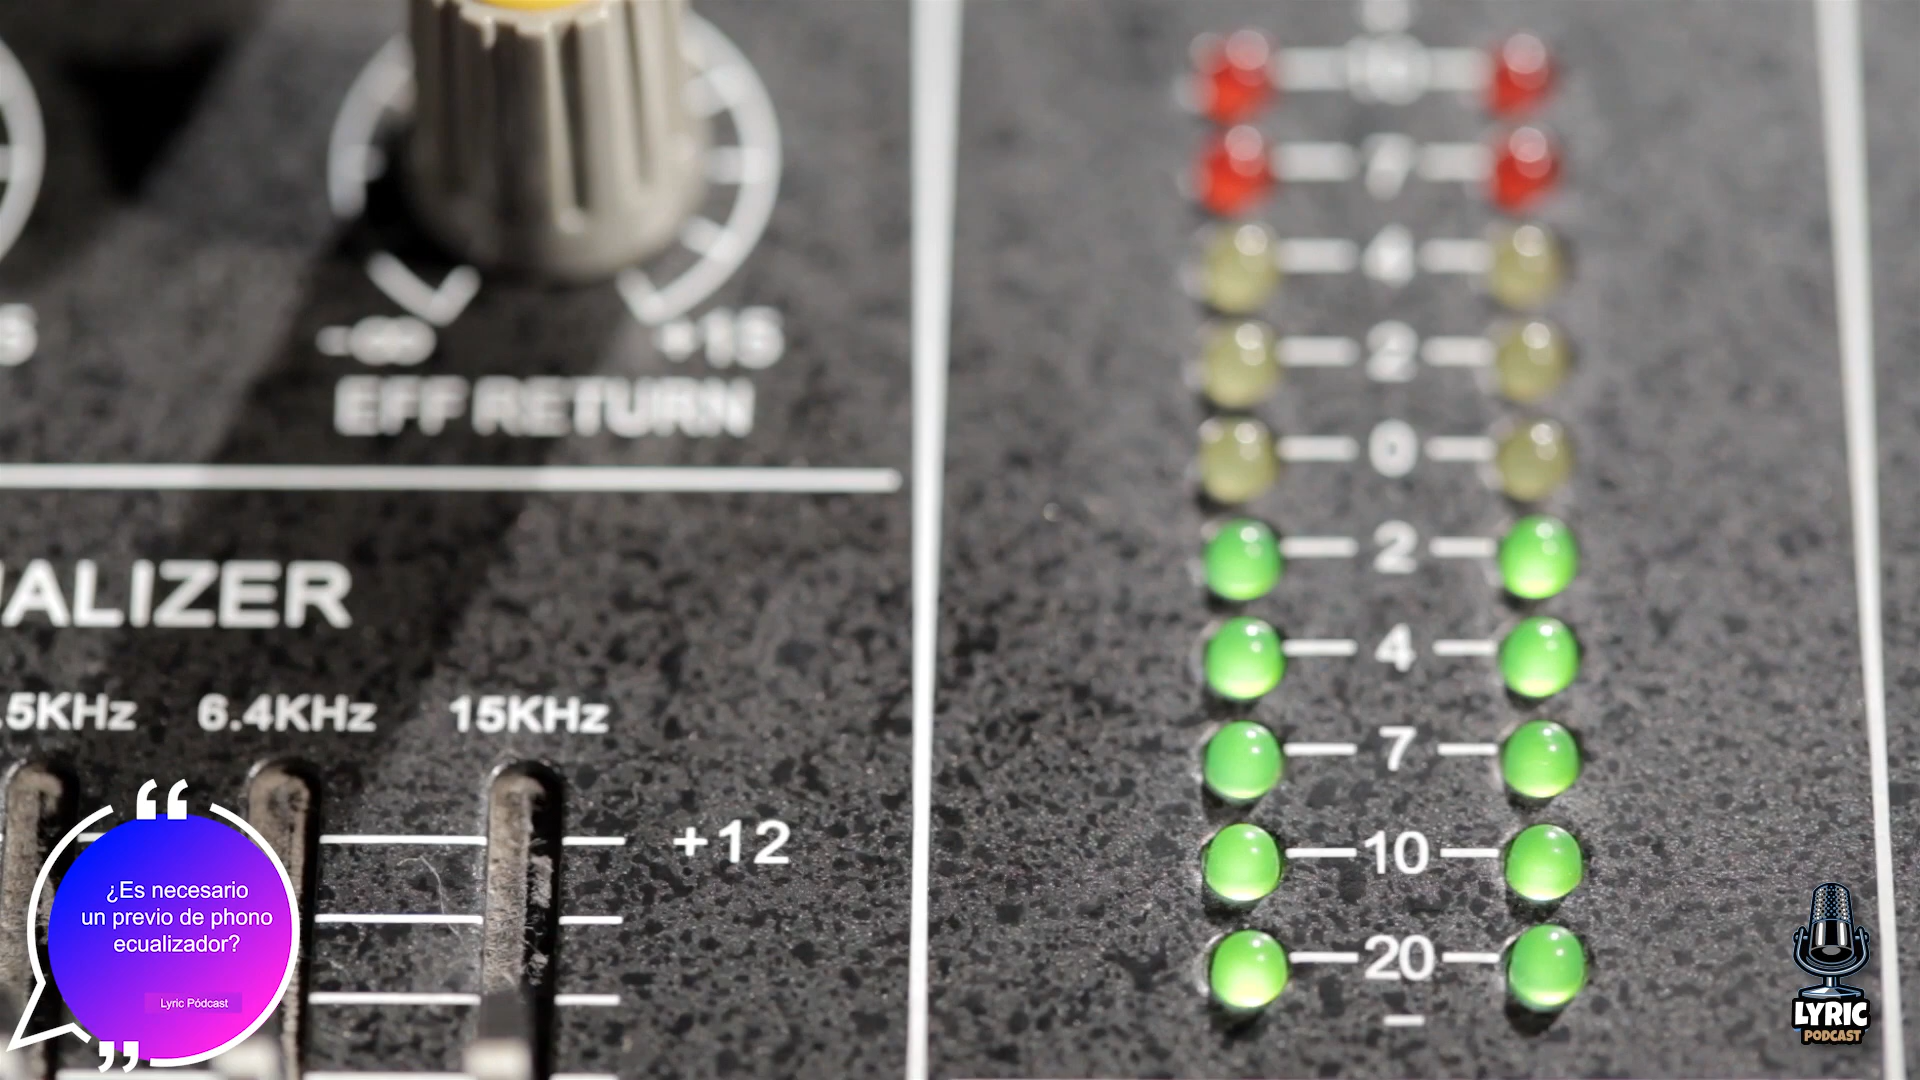 -∞ +15
EFF RETURN
UALIZER
.5KHz 6.4KHz 15KHz
+12
7
4
2
0
2
4
7
10
20
¿Es necesario
un previo de phono
ecualizador?
Lyric Pódcast
LYRIC
PODCAST